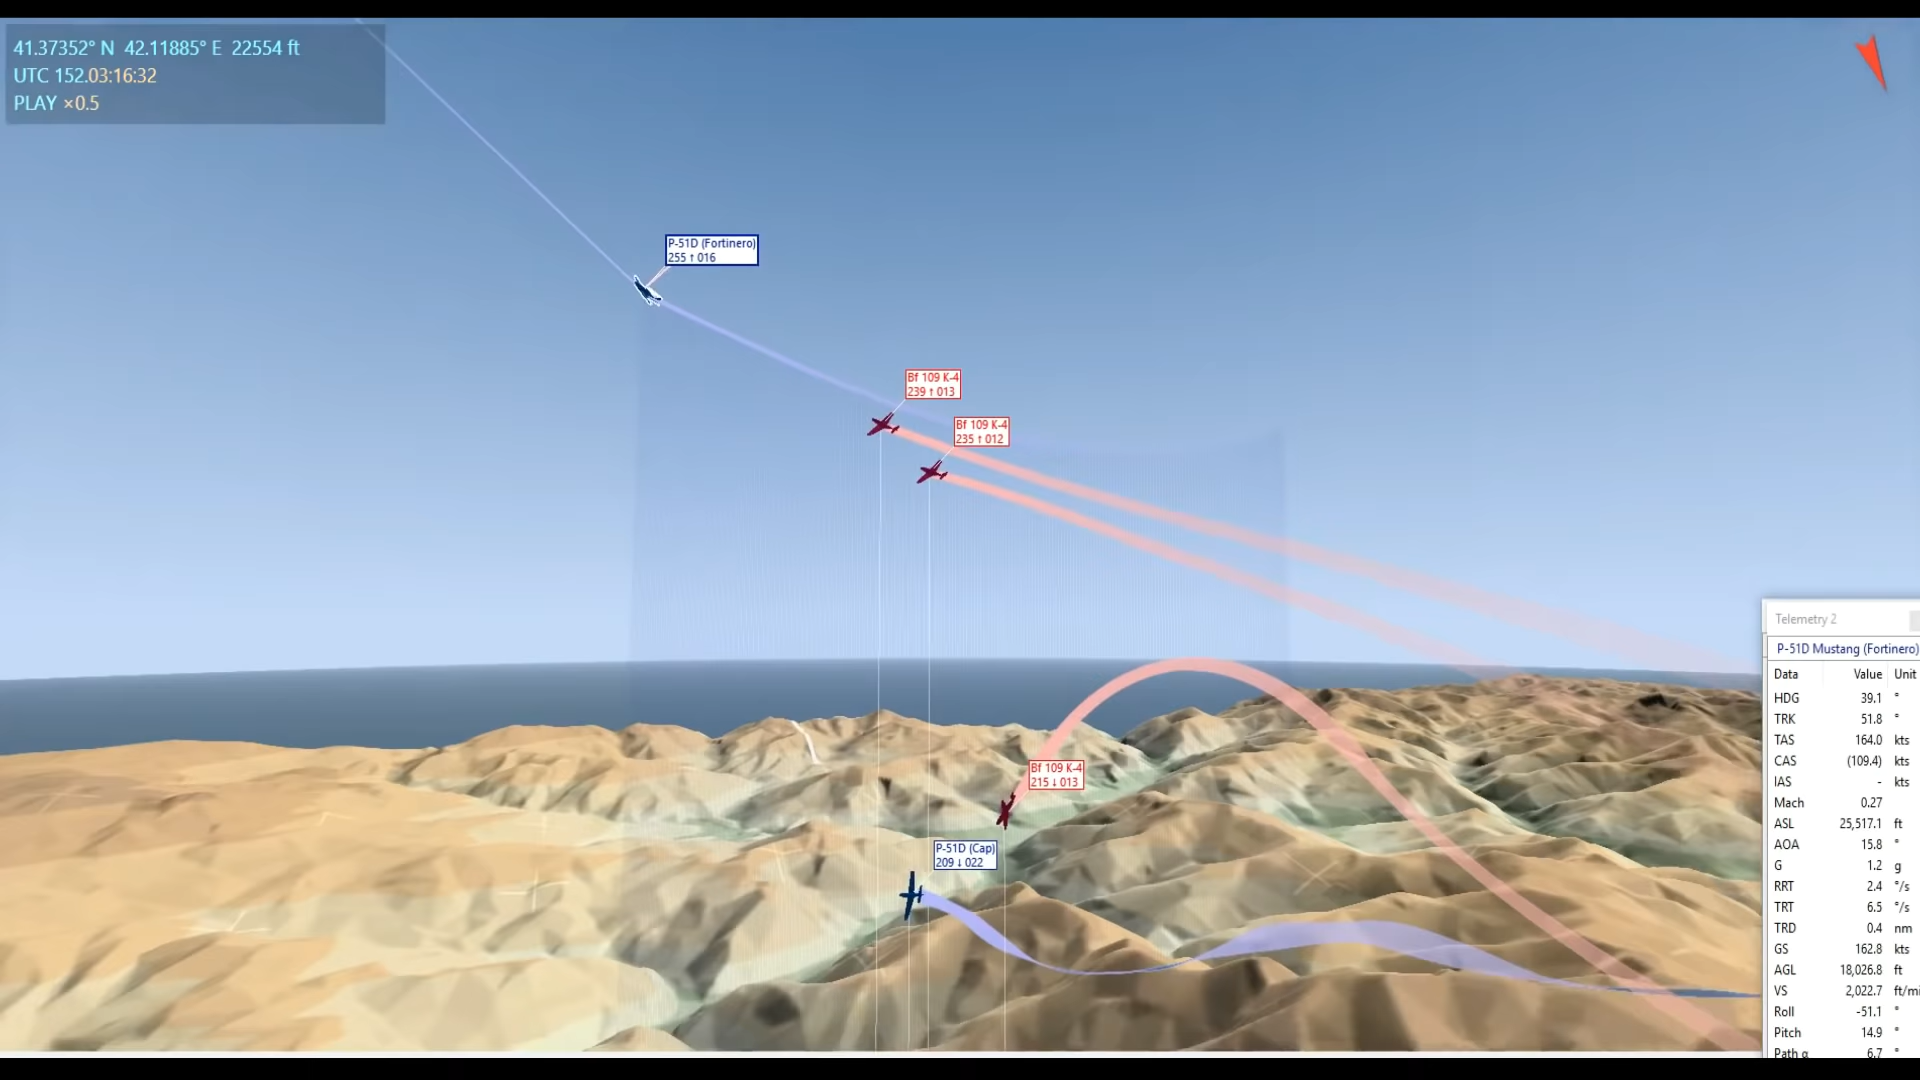 41.37352° N 42.11885° E 22554 ft
UTC 152.03:16:32
PLAY ×0.5
P-51D (Fortinero)
255 ↑ 016
Bf 109 K-4
239 ↑ 013
Bf 109 K-4
235 ↑ 012
Bf 109 K-4
215 ↓ 013
P-51D (Cap)
209 ↓ 022
Telemetry 2
P-51D Mustang (Fortinero)
Data Value Unit
HDG 39.1 °
TRK 51.8 °
TAS 164.0 kts
CAS (109.4) kts
IAS - kts
Mach 0.27
ASL 25,517.1 ft
AOA 15.8 °
G 1.2 g
RRT 2.4 °/s
TRT 6.5 °/s
TRD 0.4 nm
GS 162.8 kts
AGL 18,026.8 ft
VS 2,022.7 ft/mi
Roll -51.1 °
Pitch 14.9 °
Path α 6.7 °